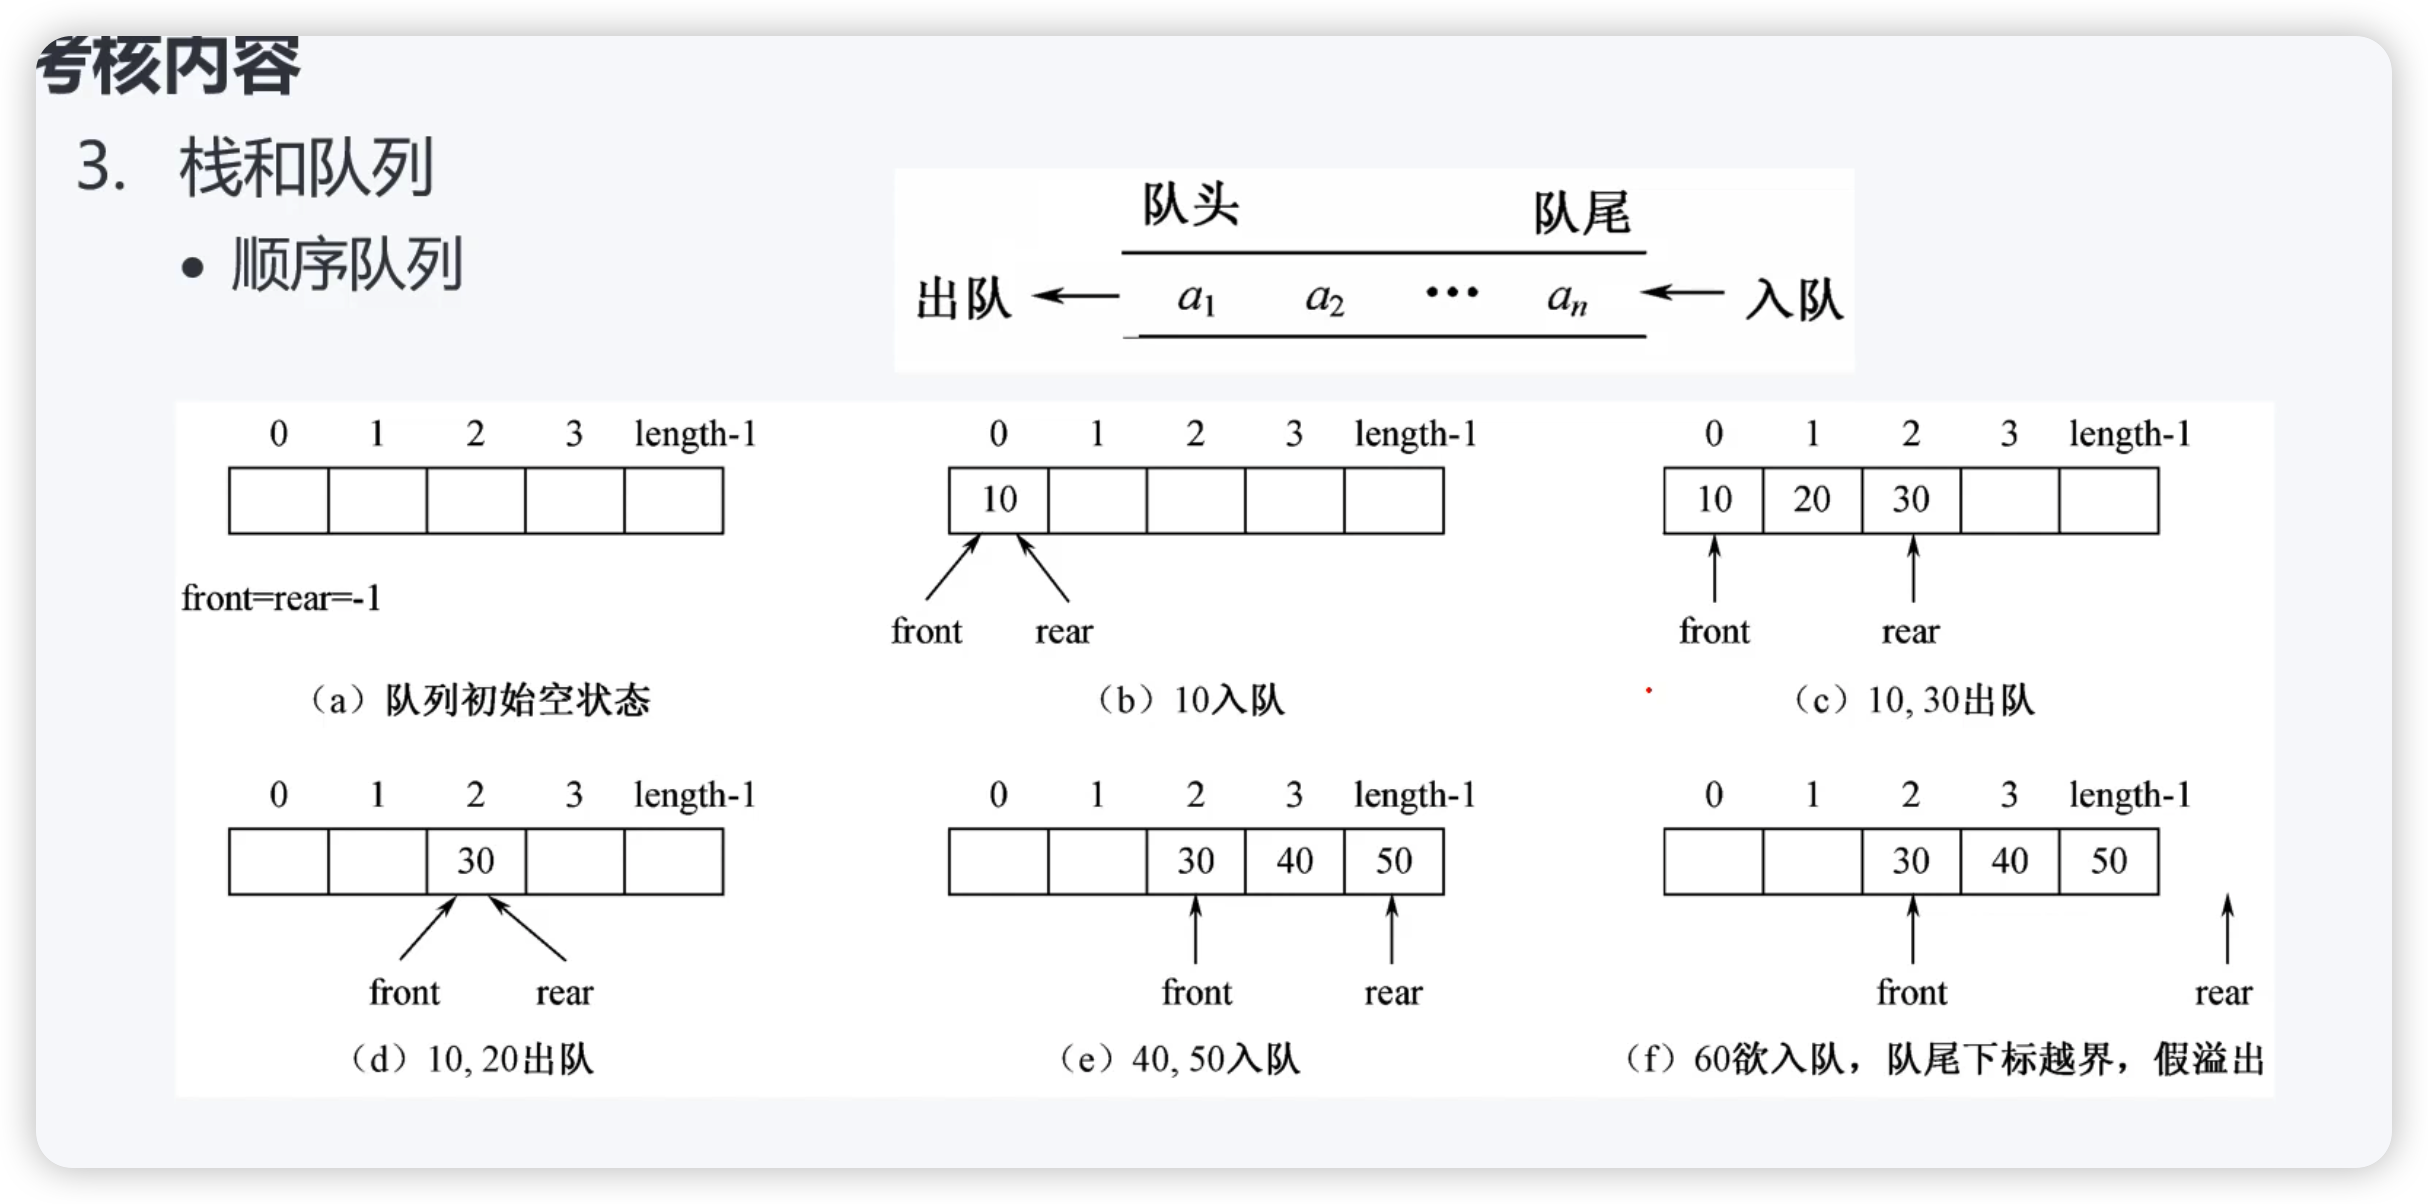 考核内容
3. 栈和队列
• 顺序队列
队头 队尾
出队 a1 a2 ··· an 入队
0 1 2 3 length-1
front=rear=-1
(a) 队列初始空状态
0 1 2 3 length-1
10
front rear
(b) 10入队
0 1 2 3 length-1
10 20 30
front rear
(c) 10, 30出队
0 1 2 3 length-1
30
front rear
(d) 10, 20出队
0 1 2 3 length-1
30 40 50
front rear
(e) 40, 50入队
0 1 2 3 length-1
30 40 50
front rear
(f) 60欲入队，队尾下标越界，假溢出